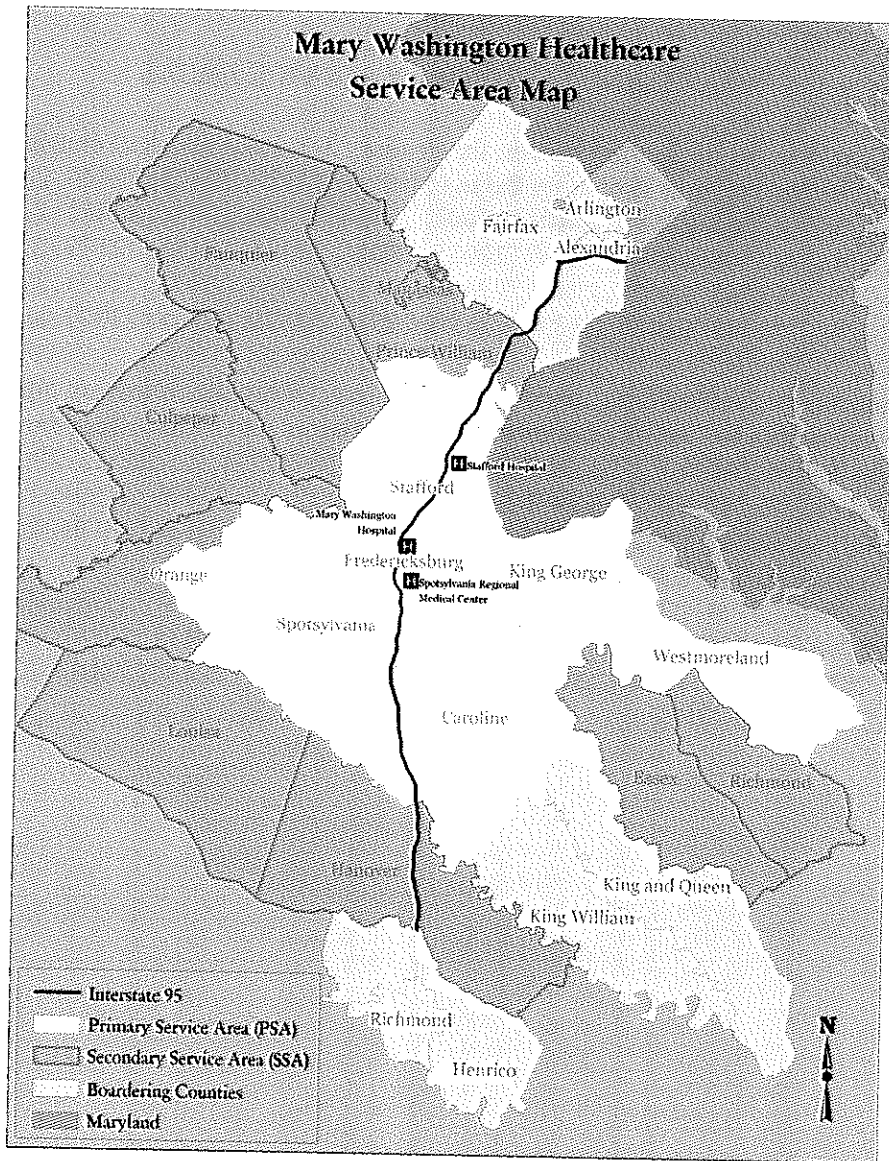 Mary Washington Healthcare
Service Area Map
Arlington
Fairfax
Alexandria
Fauquier
Prince William
Culpeper
Stafford Hospital
Stafford
Mary Washington
Hospital
Fredericksburg
King George
Orange
Spotsylvania Regional
Medical Center
Spotsylvania
Westmoreland
Caroline
Louisa
Essex
Richmond
Hanover
King and Queen
King William
Richmond
Henrico
Interstate 95
Primary Service Area (PSA)
Secondary Service Area (SSA)
Boardering Counties
Maryland
N
H
H
H